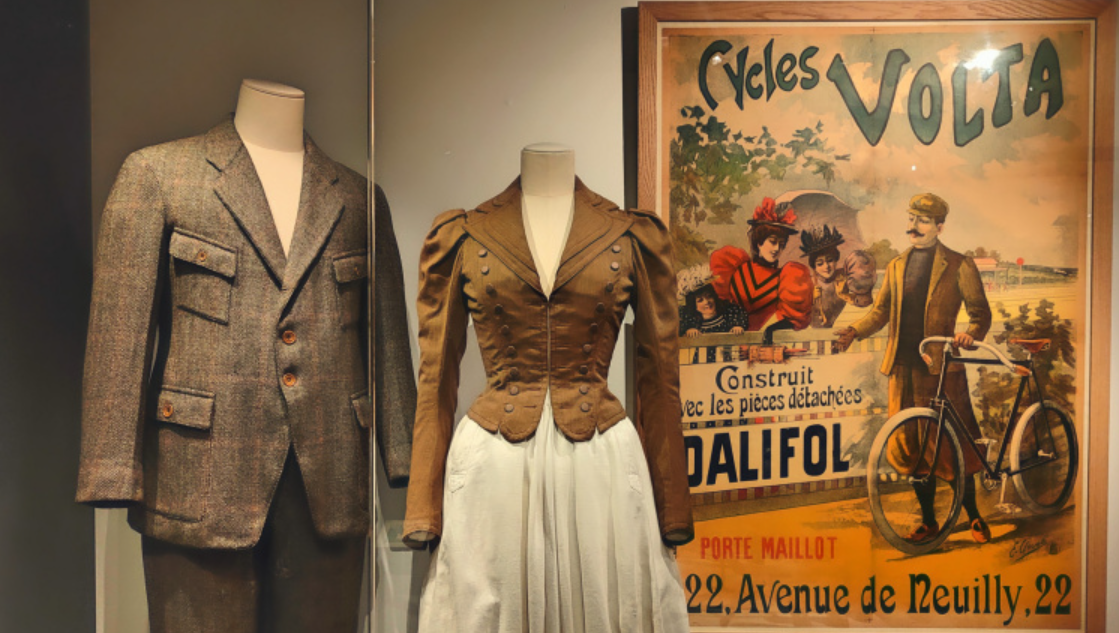 Cycles VOLTA
Construit
vec les pièces détachées
DALIFOL
PORTE MAILLOT
22, Avenue de Neuilly, 22